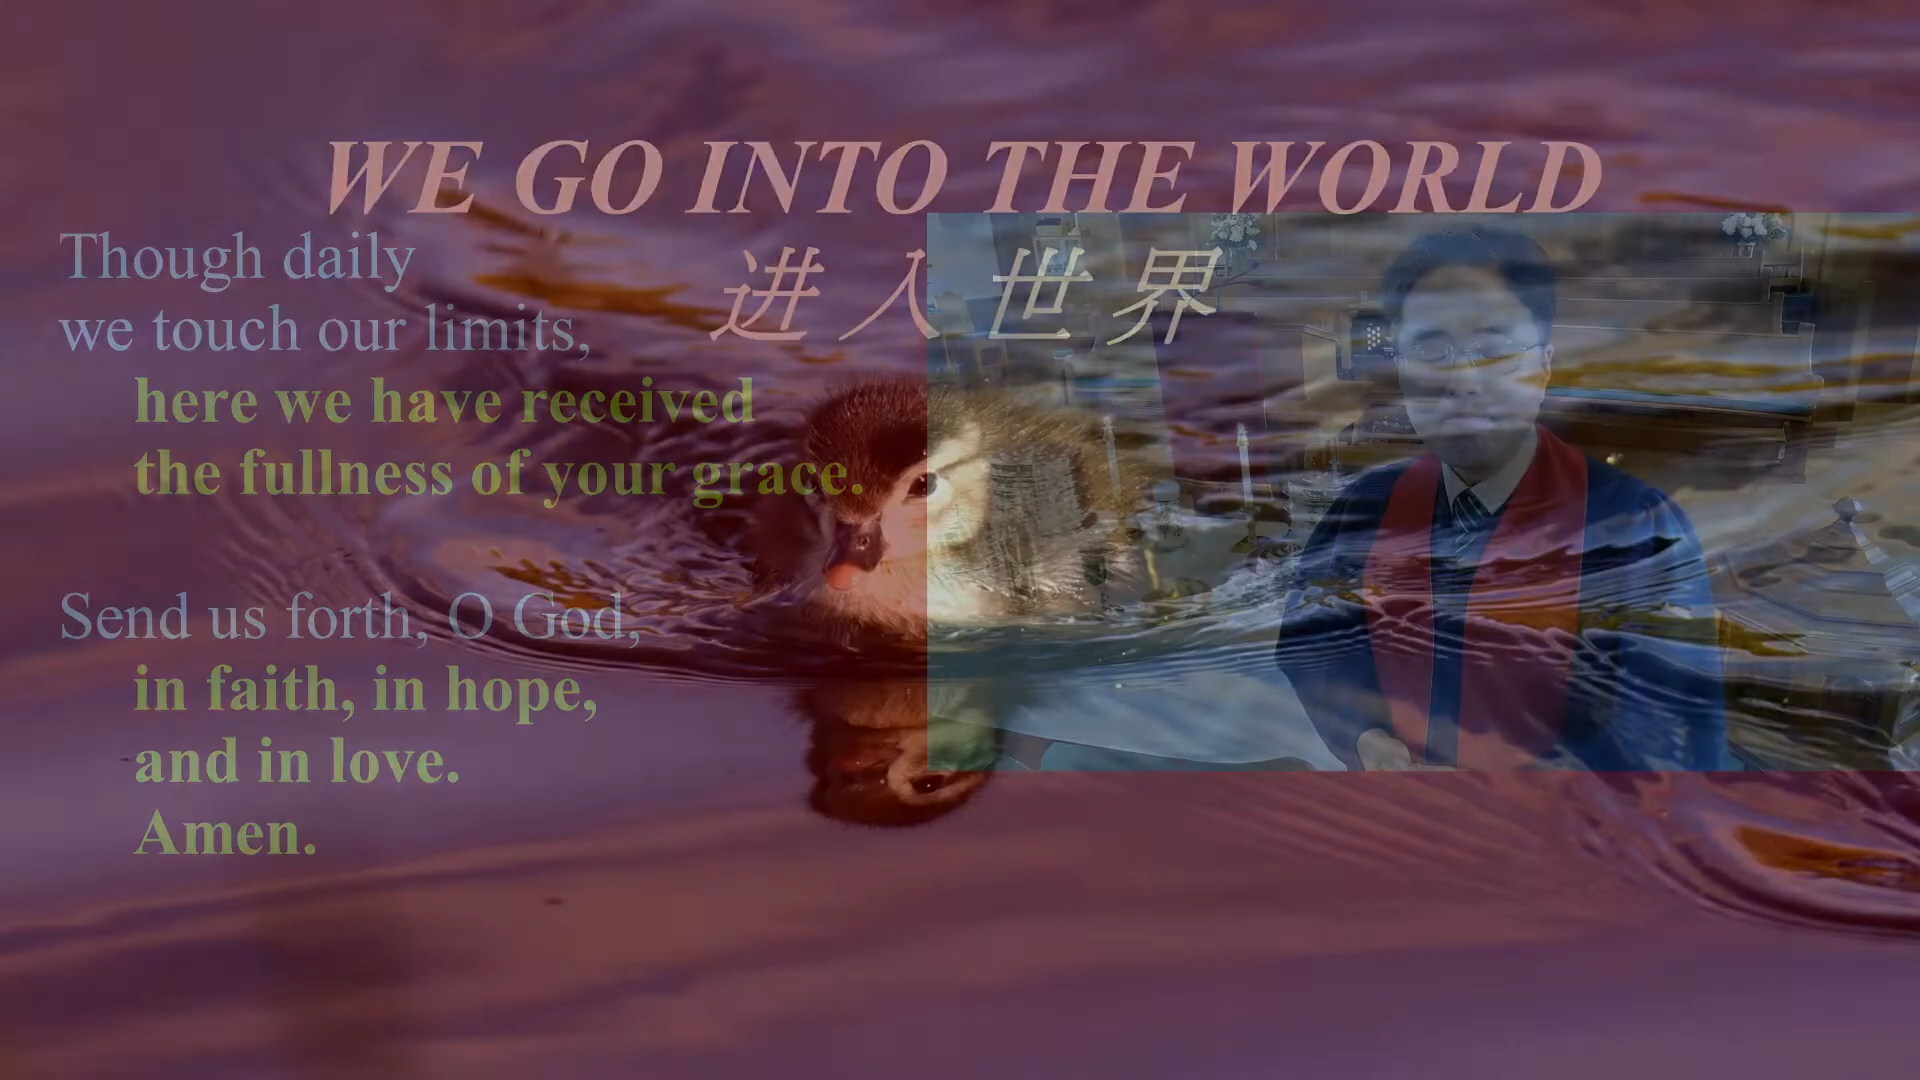 WE GO INTO THE WORLD
进入世界
Though daily
we touch our limits,
here we have received
the fullness of your grace.
Send us forth, O God,
in faith, in hope,
and in love.
Amen.